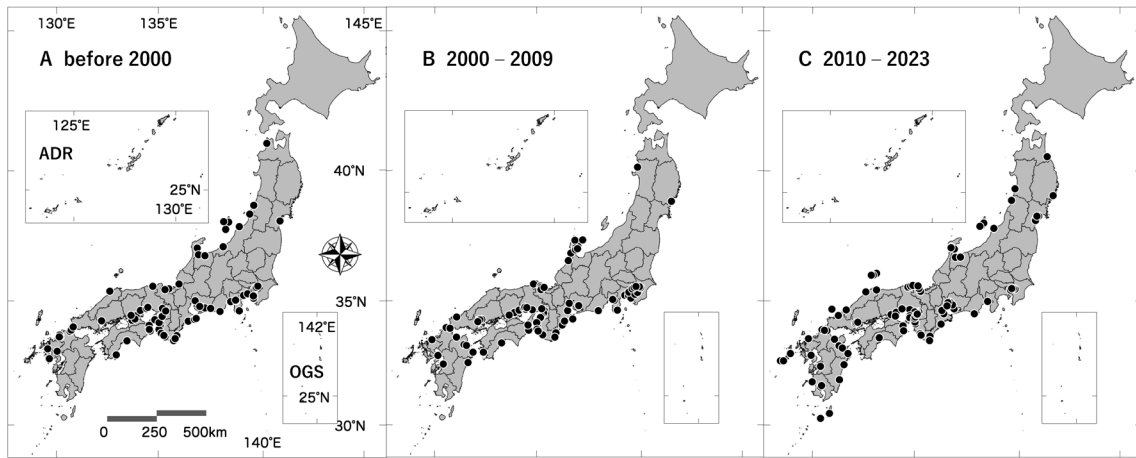 130°E 135°E 145°E
A before 2000
B 2000 – 2009
C 2010 – 2023
125°E
ADR
25°N
130°E
40°N
35°N
142°E
OGS
25°N
0 250 500km
140°E
30°N